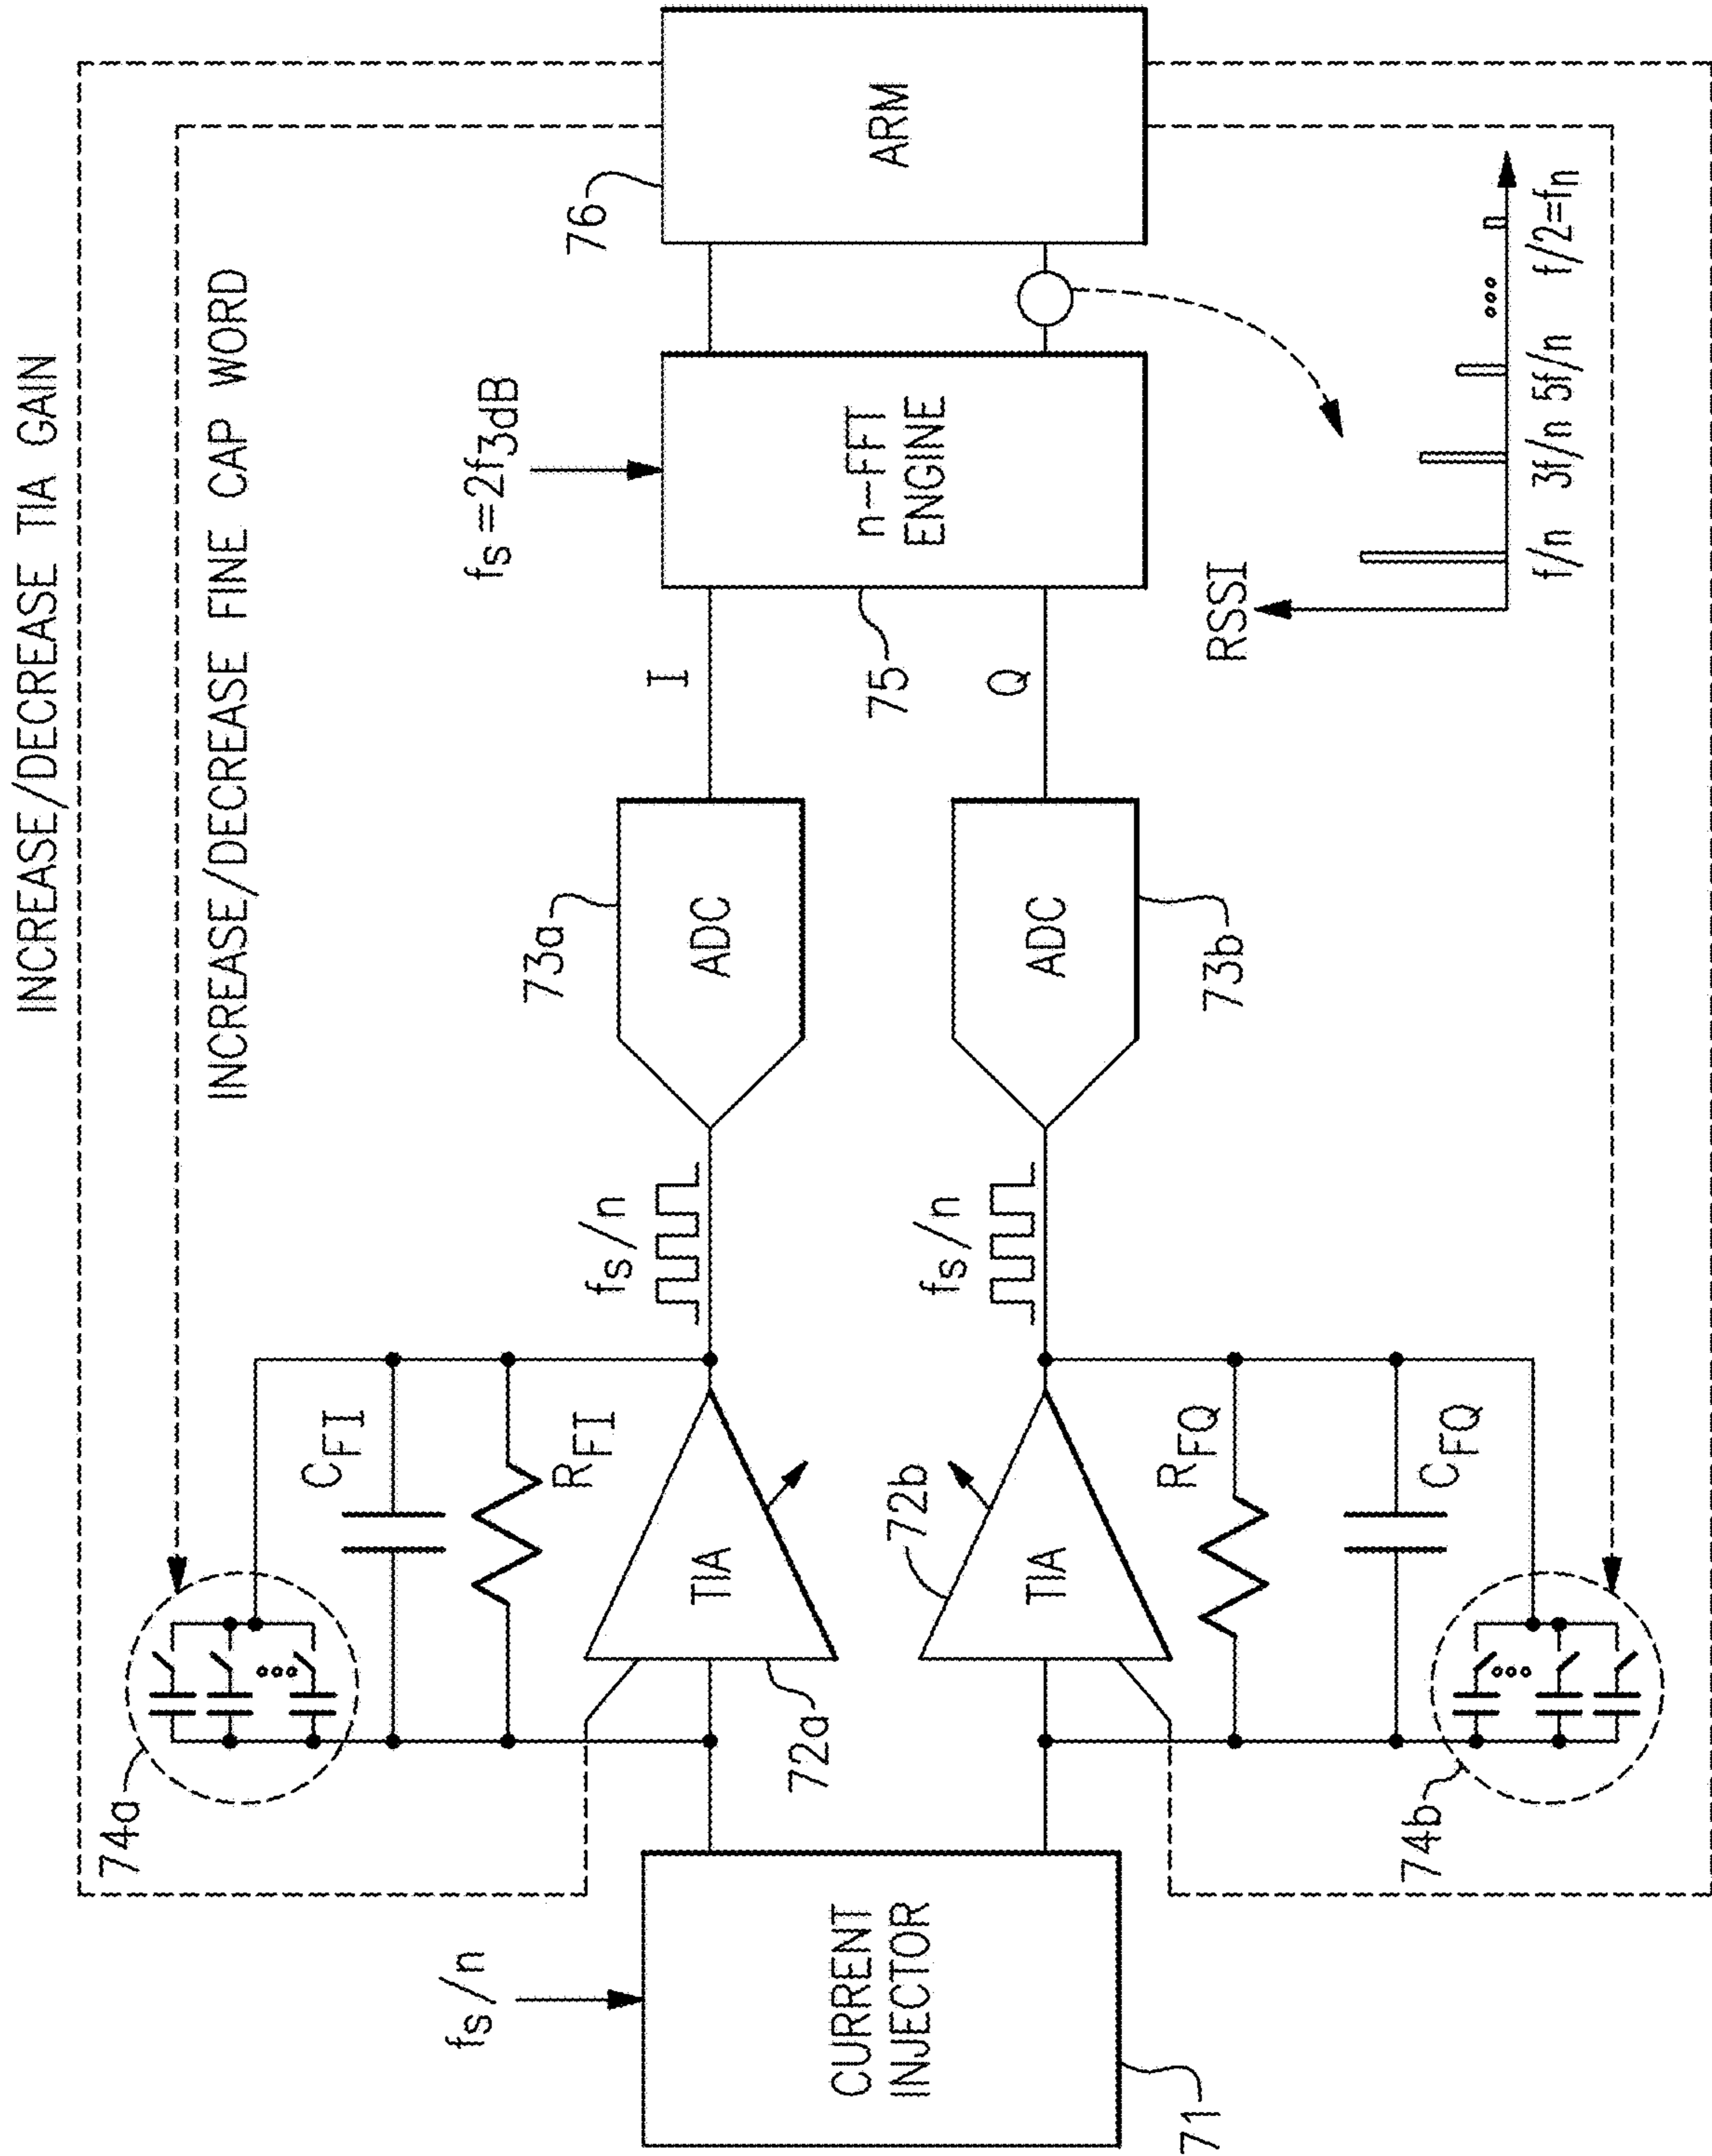 INCREASE/DECREASE TIA GAIN
INCREASE/DECREASE FINE CAP WORD
74a
CFI
RFI
fs/n
73a
fs=2f3dB
76
CURRENT
INJECTOR
71
TIA
72a
ADC
I
n-FFT
ENGINE
75
ARM
72b
TIA
fs/n
ADC
73b
Q
fs/n
RFQ
CFQ
74b
RSSI
f/n 3f/n 5f/n f/2=fn